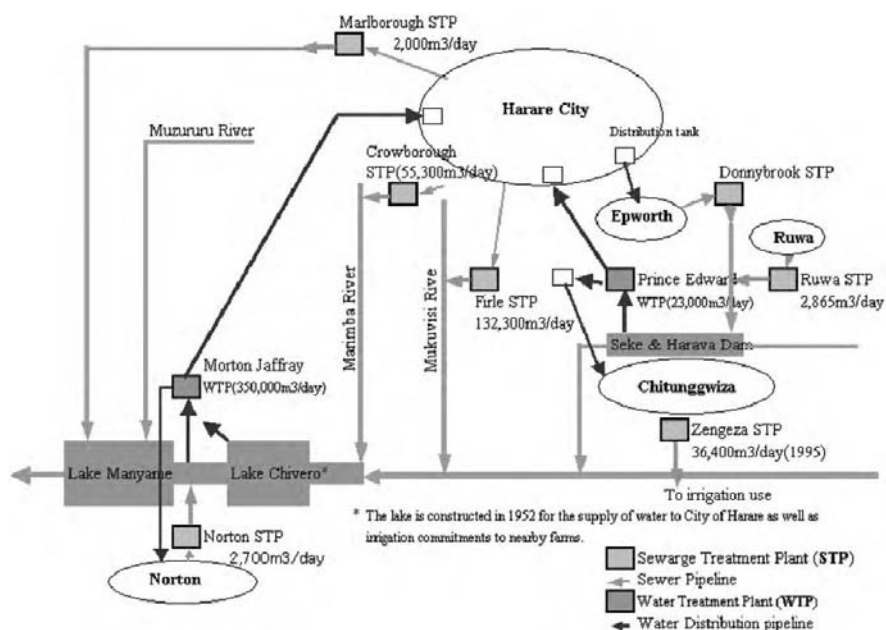 Marlborough STP
2,000m3/day
Harare City
Muzururu River
Distribution tank
Crowborough
STP(55,300m3/day)
Donnybrook STP
Epworth
Ruwa
Marimba River
Mukuvisi Rive
Firle STP
132,300m3/day
Prince Edward
WTP(23,000m3/day)
Ruwa STP
2,865m3/day
Seke & Harava Dam
Morton Jaffray
WTP(350,000m3/day)
Chitunggwiza
Zengeza STP
36,400m3/day(1995)
Lake Manyame
Lake Chivero*
To irrigation use
Norton STP
2,700m3/day
Norton
* The lake is constructed in 1952 for the supply of water to City of Harare as well as
irrigation commitments to nearby farms.
Sewarge Treatment Plant (STP)
Sewer Pipeline
Water Treatment Plant (WTP)
Water Distribution pipeline